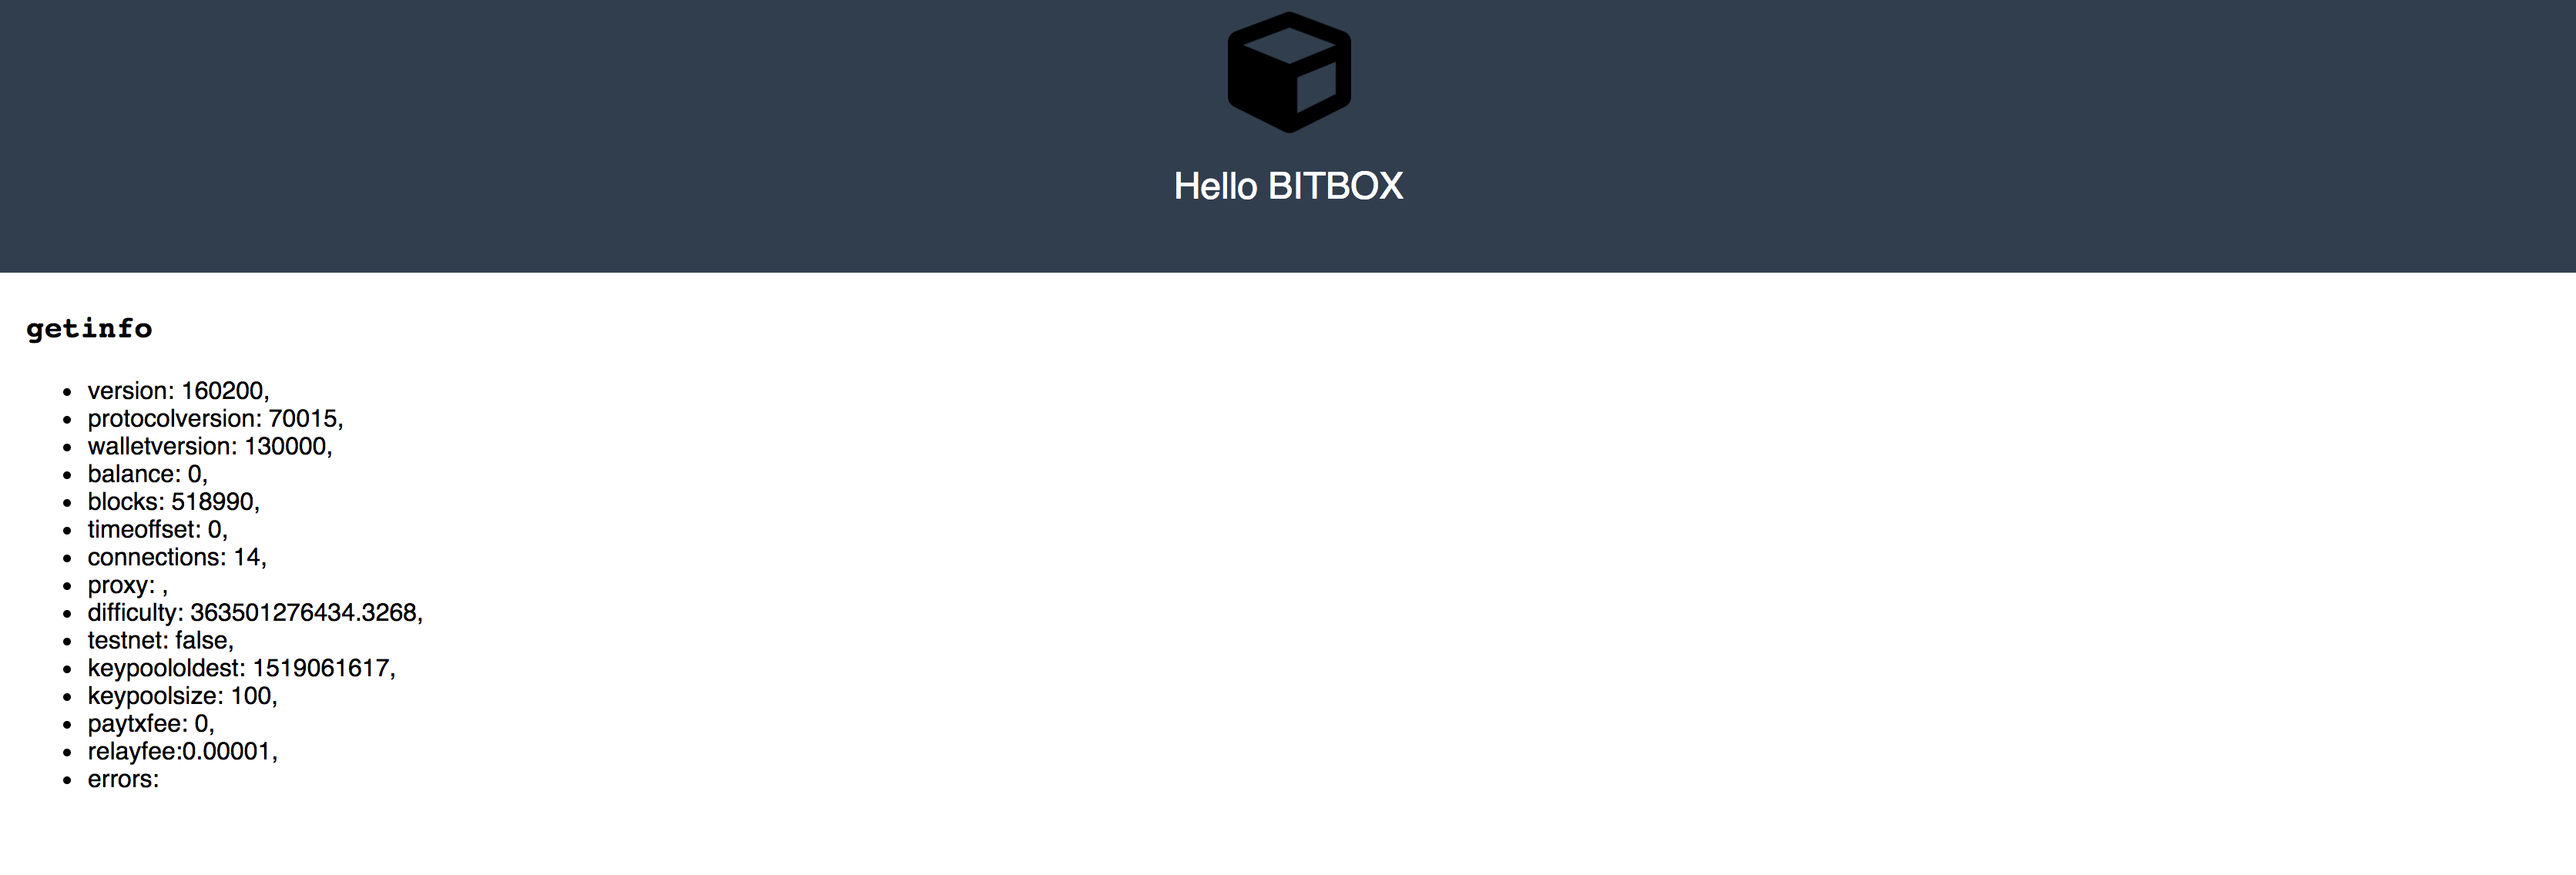 Hello BITBOX
getinfo
• version: 160200,
• protocolversion: 70015,
• walletversion: 130000,
• balance: 0,
• blocks: 518990,
• timeoffset: 0,
• connections: 14,
• proxy: ,
• difficulty: 363501276434.3268,
• testnet: false,
• keypoololdest: 1519061617,
• keypoolsize: 100,
• paytxfee: 0,
• relayfee:0.00001,
• errors: